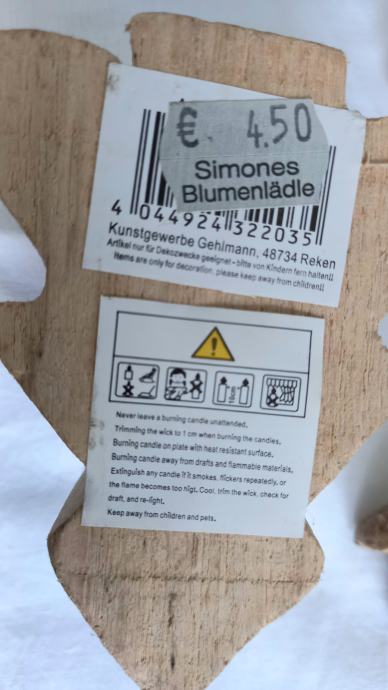 € 4.50
Simones
Blumenlädle
4 044924 322035
Kunstgewerbe Gehlmann, 48734 Reken
Artikel nur für Dekozwecke geeignet - bitte von Kindern fern halten!!
Items are only for decoration, please keep away from children!!
10cm
Never leave a burning candle unattended.
Trimming the wick to 1 cm when burning the candles.
Burning candle on plate with heat resistant surface.
Burning candle away from drafts and flammable materials.
Extinguish any candle if it smokes, flickers repeatedly, or
the flame becomes too higt. Cool, trim the wick, check for
draft, and re-light.
Keep away from children and pets.